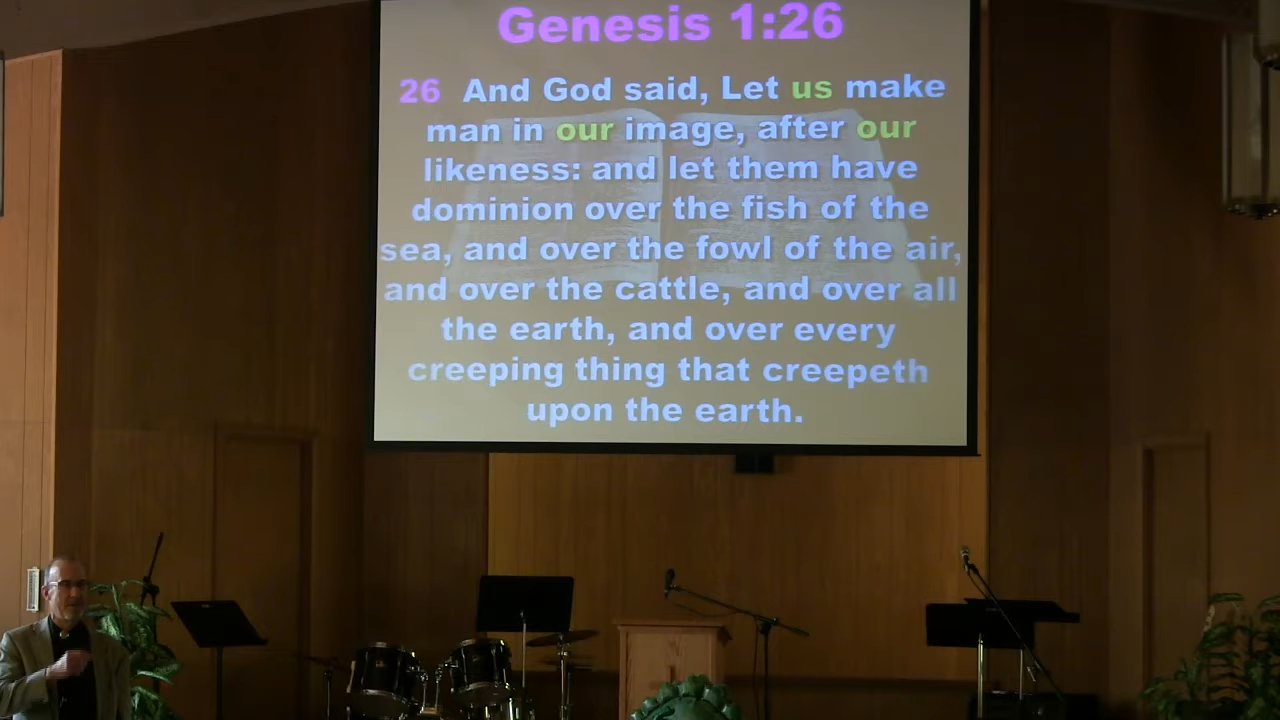 Genesis 1:26
26 And God said, Let us make
man in our image, after our
likeness: and let them have
dominion over the fish of the
sea, and over the fowl of the air,
and over the cattle, and over all
the earth, and over every
creeping thing that creepeth
upon the earth.